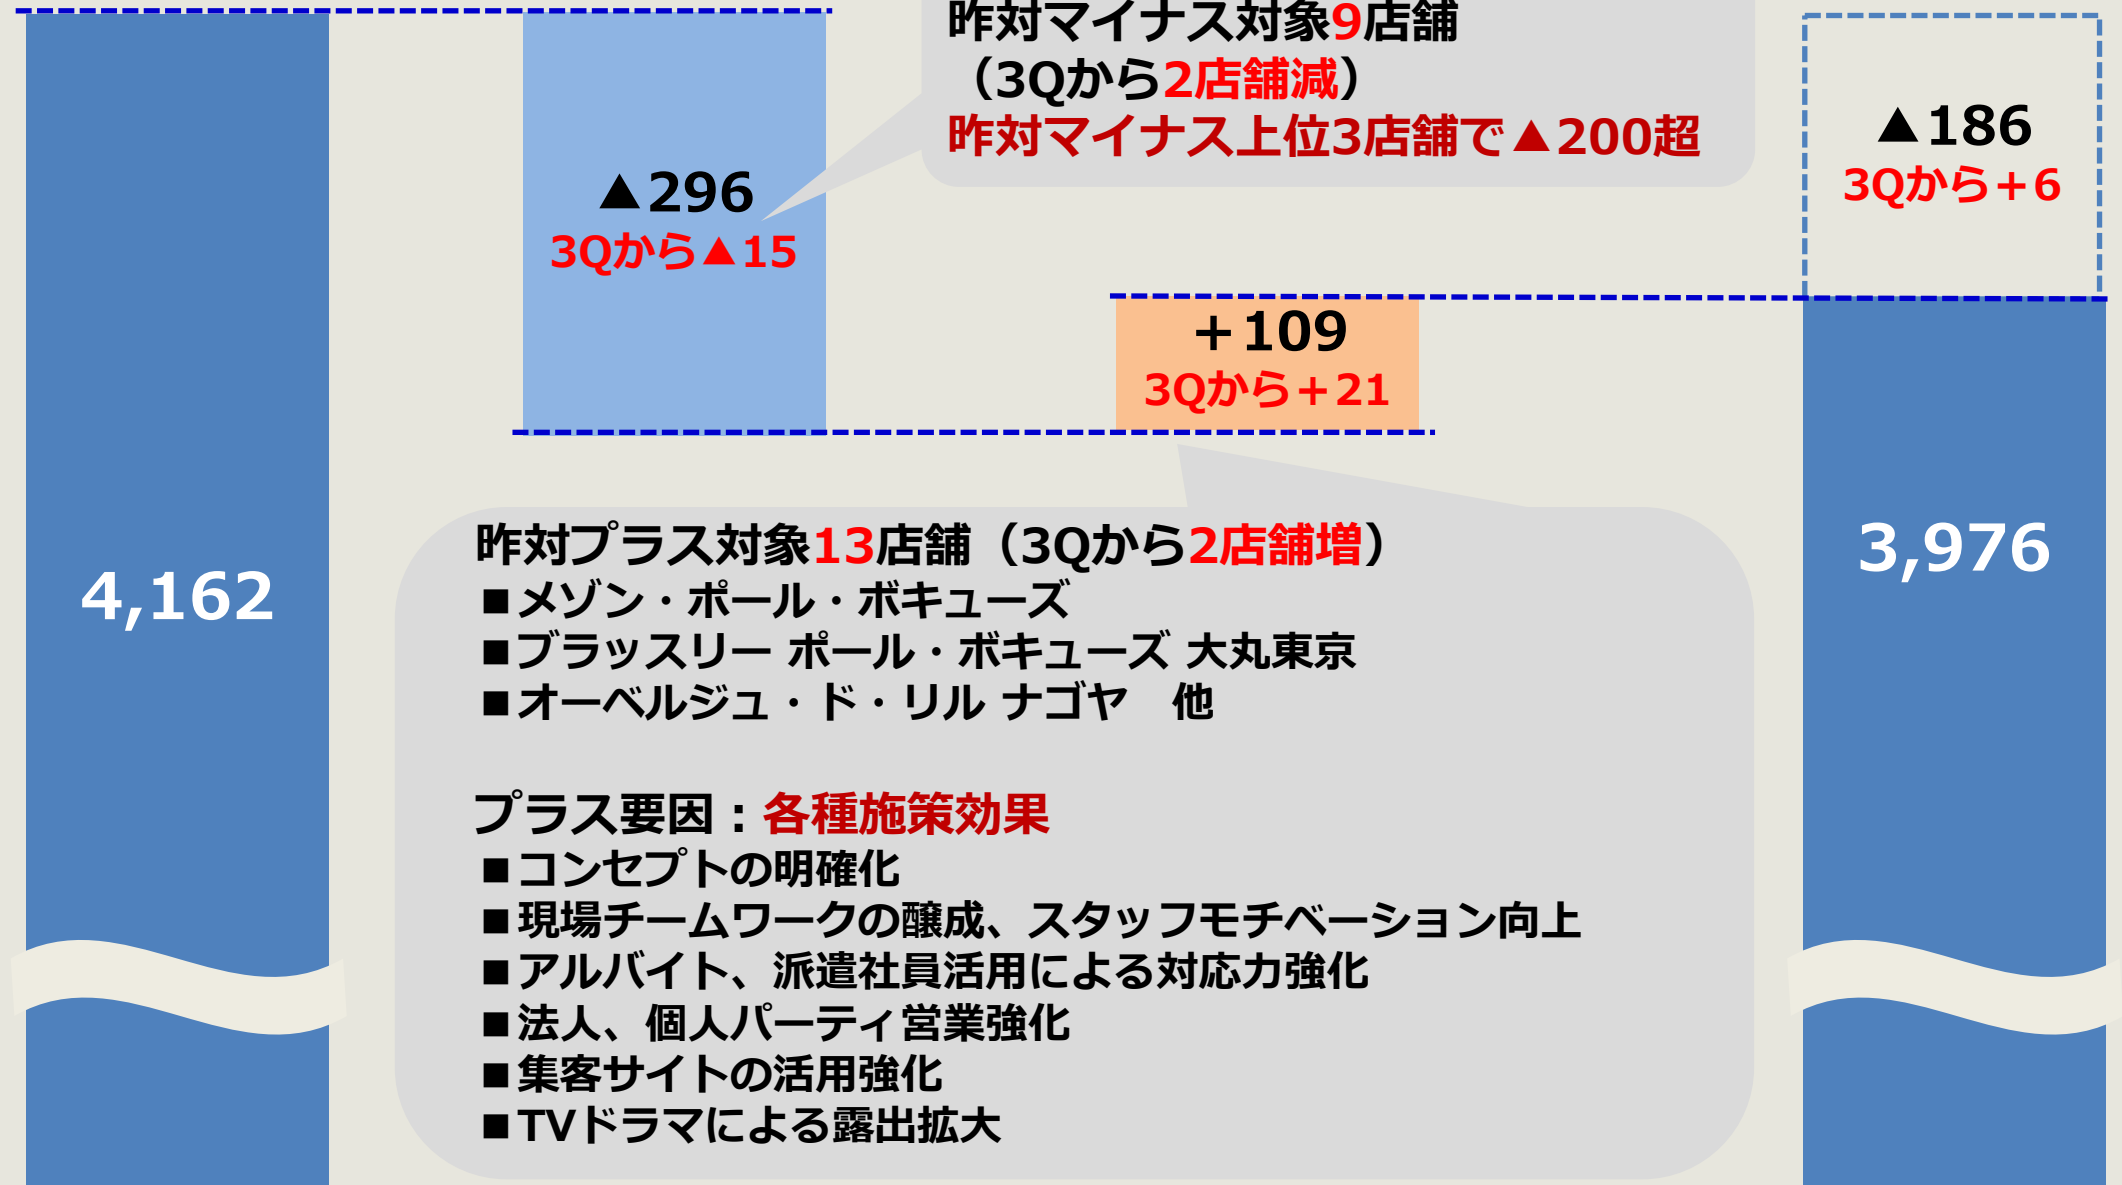 昨対マイナス対象9店舗
（3Qから2店舗減）
昨対マイナス上位3店舗で▲200超
▲186
3Qから＋6
▲296
3Qから▲15
＋109
3Qから＋21
4,162
3,976
昨対プラス対象13店舗（3Qから2店舗増）
■メゾン・ポール・ボキューズ
■ブラッスリー ポール・ボキューズ 大丸東京
■オーベルジュ・ド・リル ナゴヤ　他
プラス要因：各種施策効果
■コンセプトの明確化
■現場チームワークの醸成、スタッフモチベーション向上
■アルバイト、派遣社員活用による対応力強化
■法人、個人パーティ営業強化
■集客サイトの活用強化
■TVドラマによる露出拡大